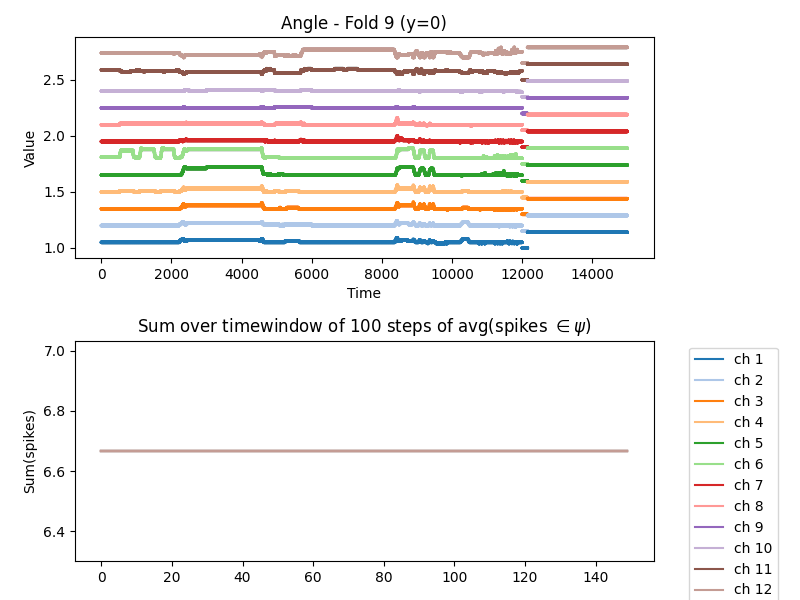 Angle - Fold 9 (y=0)
2.5
2.0
1.5
1.0
Value
0 2000 4000 6000 8000 10000 12000 14000
Time
Sum over timewindow of 100 steps of avg(spikes ∈ ψ)
7.0
6.8
6.6
6.4
Sum(spikes)
0 20 40 60 80 100 120 140
ch 1
ch 2
ch 3
ch 4
ch 5
ch 6
ch 7
ch 8
ch 9
ch 10
ch 11
ch 12